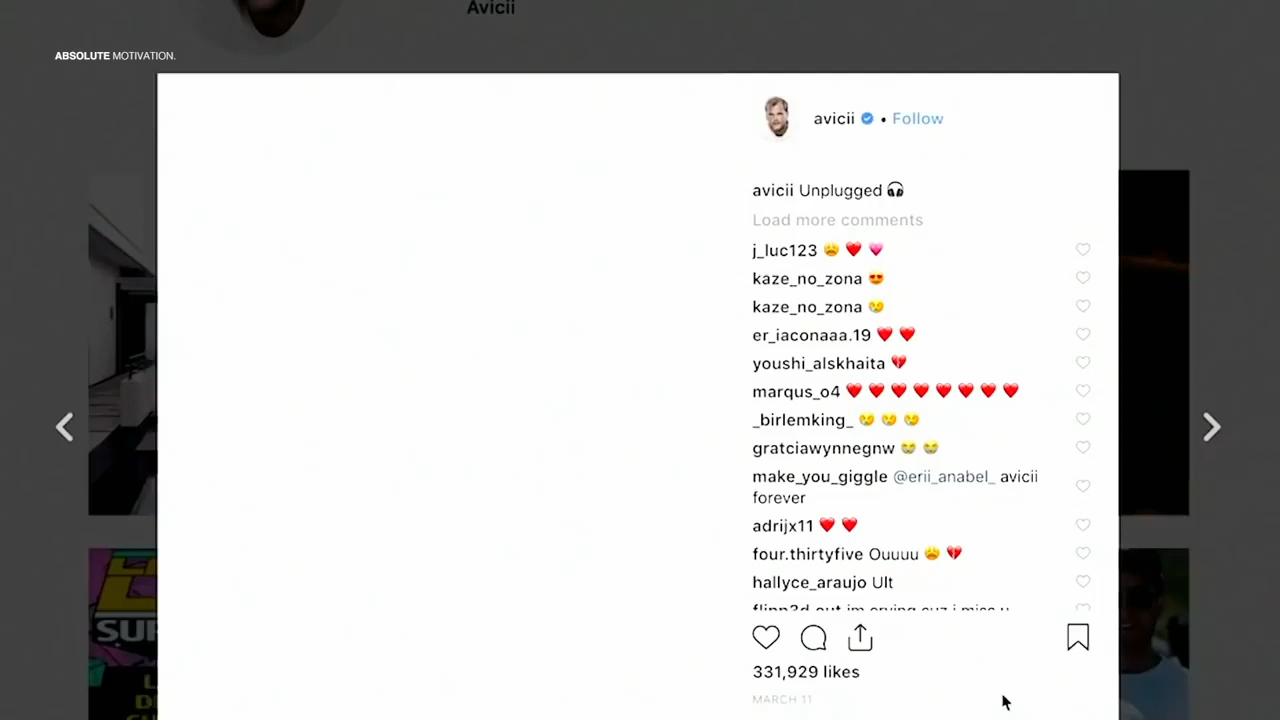 Avicii
ABSOLUTE MOTIVATION.
avicii • Follow
avicii Unplugged 🎧
Load more comments
j_luc123 😫 ❤️ 💗
kaze_no_zona 😍
kaze_no_zona 😢
er_iaconaaa.19 ❤️ ❤️
youshi_alskhaita 💔
marqus_o4 ❤️ ❤️ ❤️ ❤️ ❤️ ❤️ ❤️ ❤️
_birlemking_ 😢 😢 😢
gratciawynnegnw 😭 😭
make_you_giggle @erii_anabel_ avicii
forever
adrijx11 ❤️ ❤️
four.thirtyfive Ouuuu 😫 💔
hallyce_araujo Ult
331,929 likes
MARCH 11
SUP